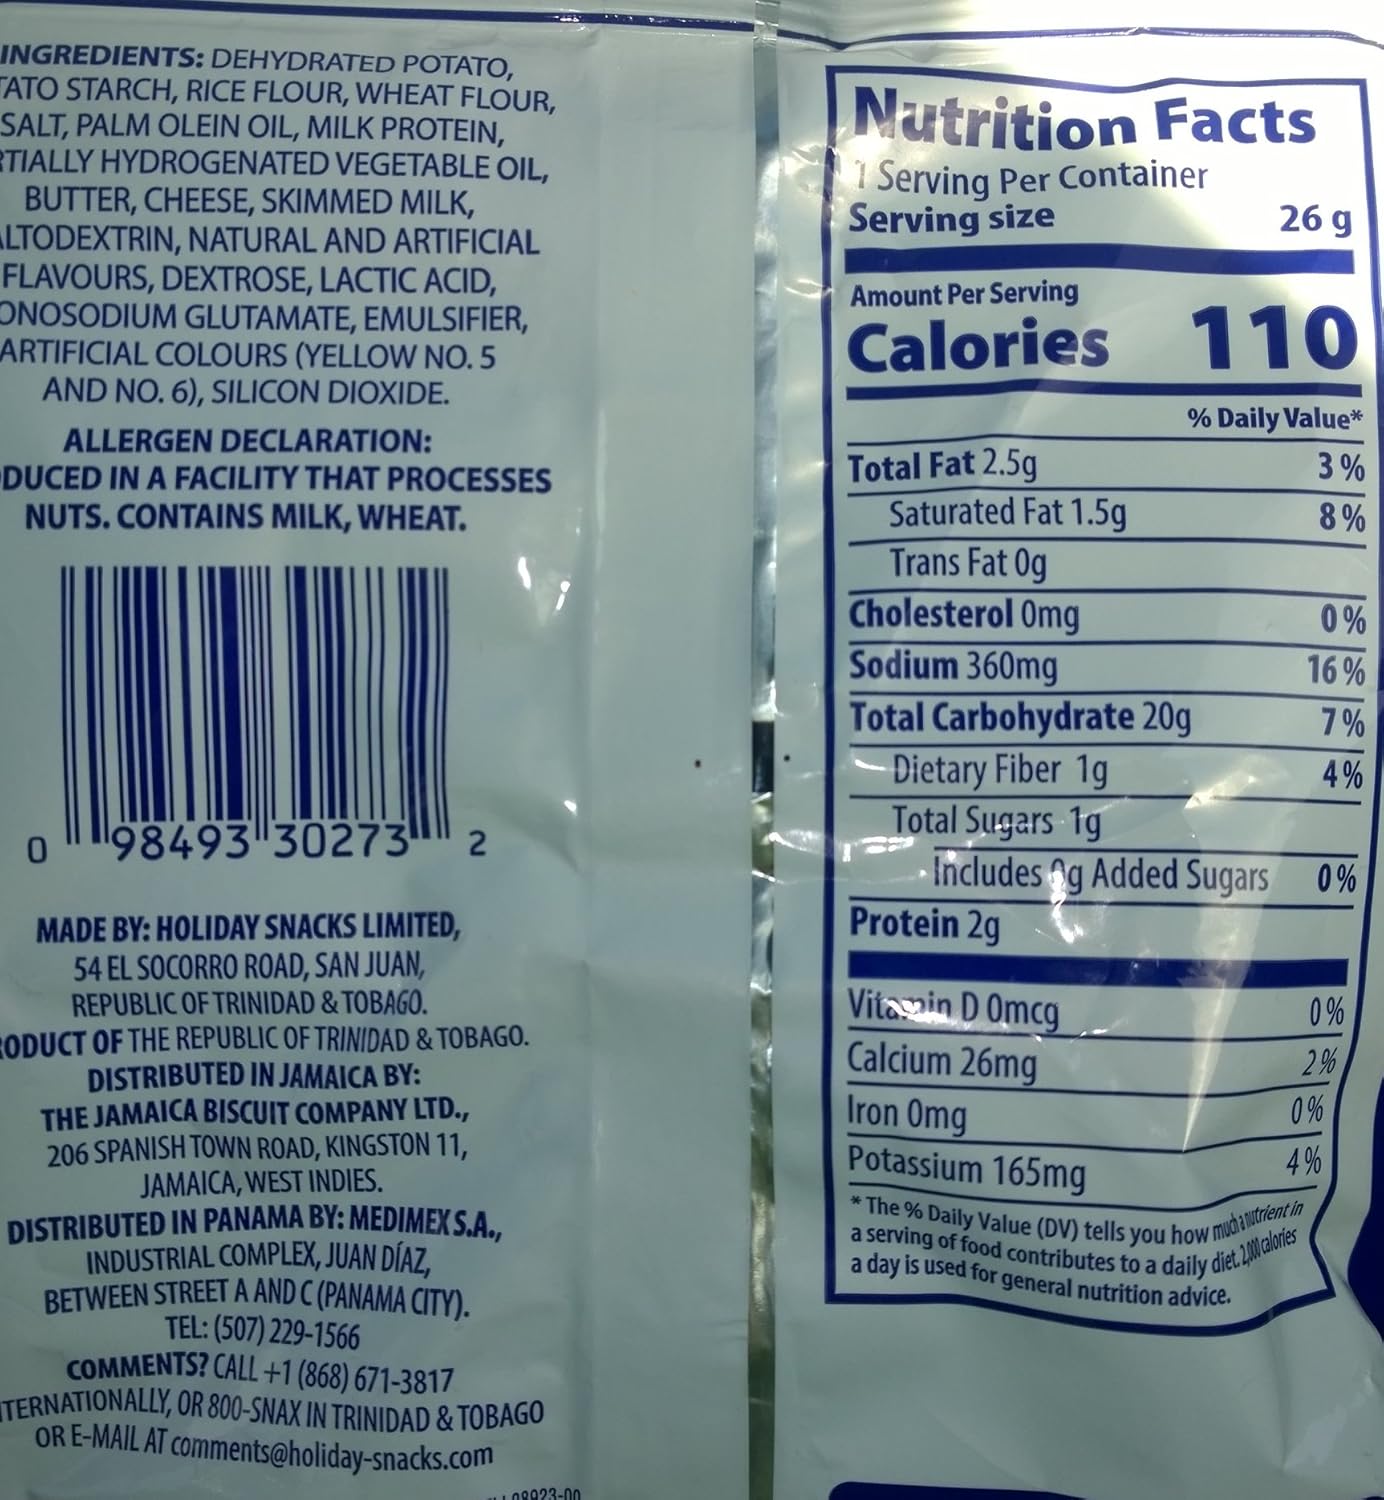 INGREDIENTS: DEHYDRATED POTATO,
TATO STARCH, RICE FLOUR, WHEAT FLOUR,
SALT, PALM OLEIN OIL, MILK PROTEIN,
RTIALLY HYDROGENATED VEGETABLE OIL,
BUTTER, CHEESE, SKIMMED MILK,
ALTODEXTRIN, NATURAL AND ARTIFICIAL
FLAVOURS, DEXTROSE, LACTIC ACID,
ONOSODIUM GLUTAMATE, EMULSIFIER,
ARTIFICIAL COLOURS (YELLOW NO. 5
AND NO. 6), SILICON DIOXIDE.
ALLERGEN DECLARATION:
ODUCED IN A FACILITY THAT PROCESSES
NUTS. CONTAINS MILK, WHEAT.
0 98493 30273 2
MADE BY: HOLIDAY SNACKS LIMITED,
54 EL SOCORRO ROAD, SAN JUAN,
REPUBLIC OF TRINIDAD & TOBAGO.
RODUCT OF THE REPUBLIC OF TRINIDAD & TOBAGO.
DISTRIBUTED IN JAMAICA BY:
THE JAMAICA BISCUIT COMPANY LTD.,
206 SPANISH TOWN ROAD, KINGSTON 11,
JAMAICA, WEST INDIES.
DISTRIBUTED IN PANAMA BY: MEDIMEX S.A.,
INDUSTRIAL COMPLEX, JUAN DÍAZ,
BETWEEN STREET A AND C (PANAMA CITY).
TEL: (507) 229-1566
COMMENTS? CALL +1 (868) 671-3817
NTERNATIONALLY, OR 800-SNAX IN TRINIDAD & TOBAGO
OR E-MAIL AT comments@holiday-snacks.com
08923-00
Nutrition Facts
1 Serving Per Container
Serving size 26 g
Amount Per Serving
Calories 110
% Daily Value*
Total Fat 2.5g 3 %
Saturated Fat 1.5g 8 %
Trans Fat 0g
Cholesterol 0mg 0 %
Sodium 360mg 16 %
Total Carbohydrate 20g 7 %
Dietary Fiber 1g 4 %
Total Sugars 1g
Includes 0g Added Sugars 0 %
Protein 2g
Vitamin D 0mcg 0 %
Calcium 26mg 2 %
Iron 0mg 0 %
Potassium 165mg 4 %
* The % Daily Value (DV) tells you how much a nutrient in
a serving of food contributes to a daily diet. 2,000 calories
a day is used for general nutrition advice.